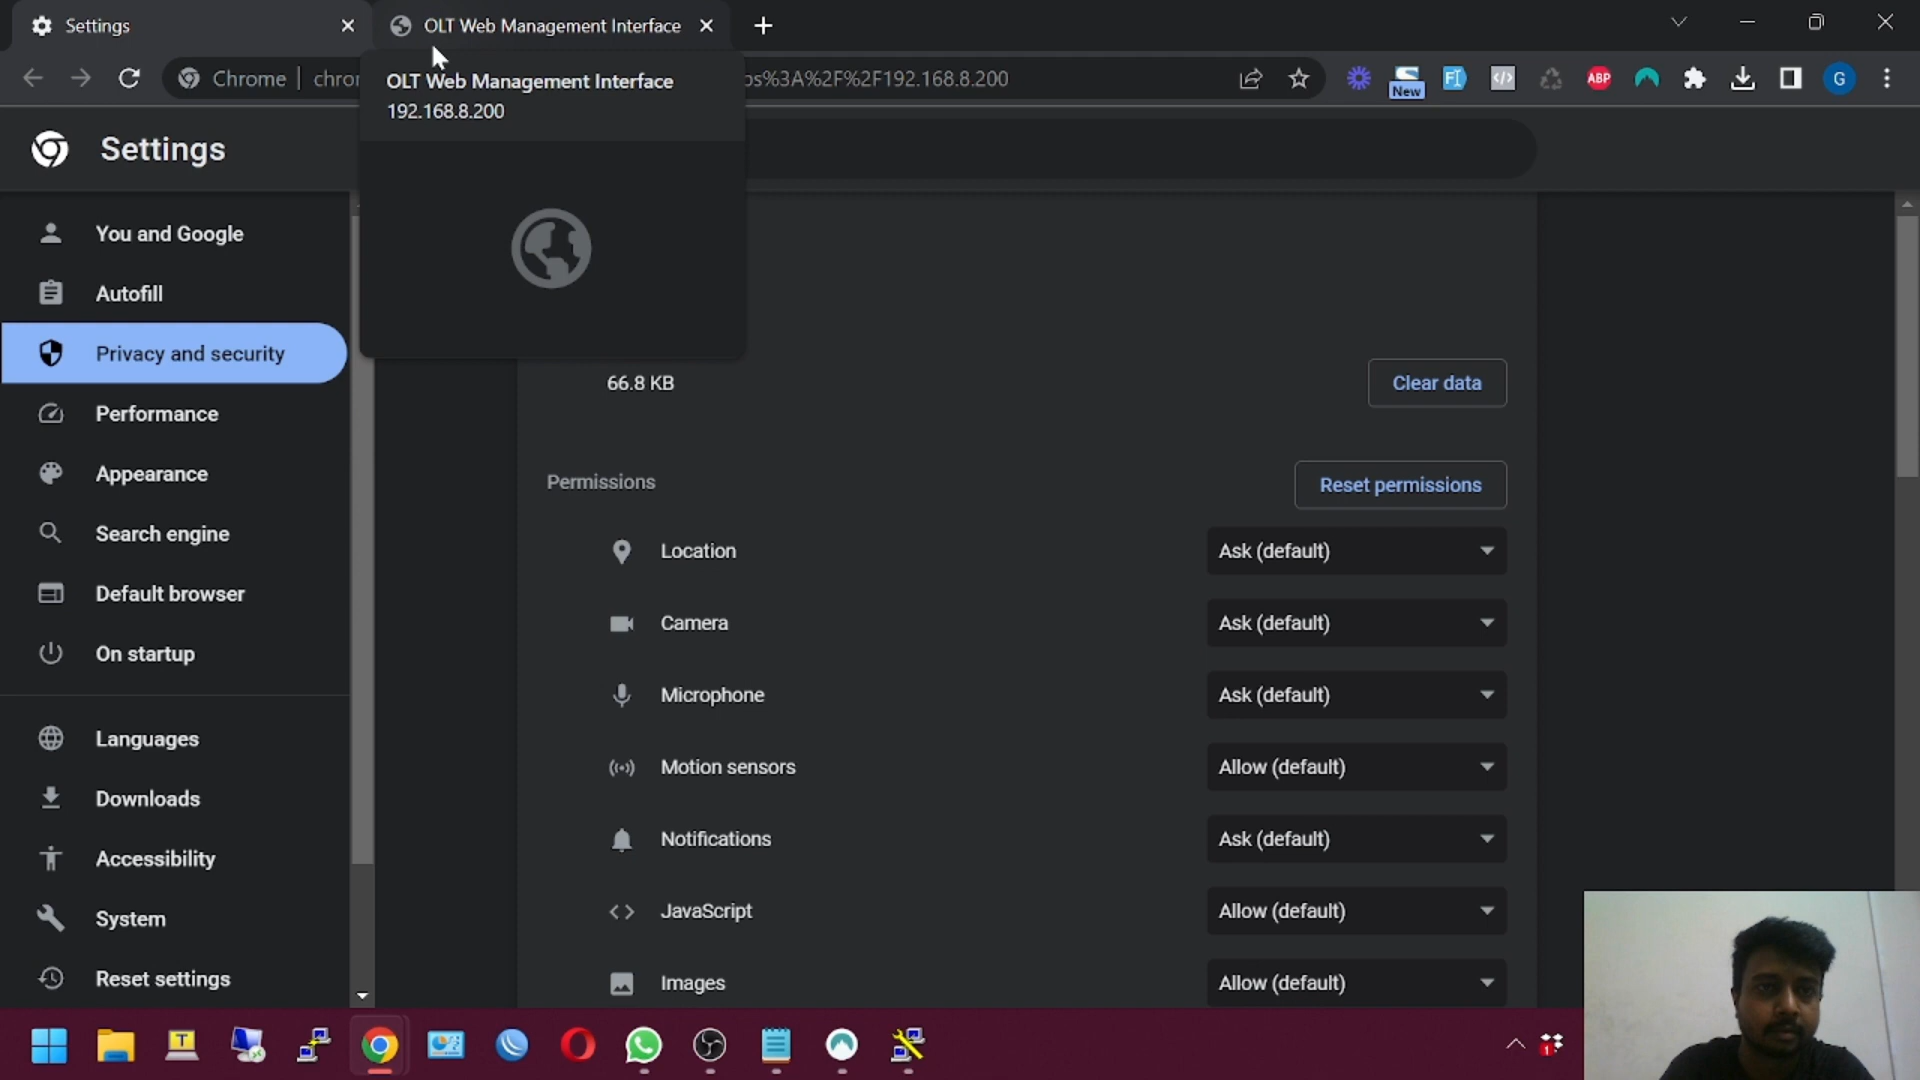 Settings
OLT Web Management Interface
Chrome
chro
os%3A%2F%2F192.168.8.200
New
ABP
G
OLT Web Management Interface
192.168.8.200
Settings
You and Google
Autofill
Privacy and security
Performance
Appearance
Search engine
Default browser
On startup
Languages
Downloads
Accessibility
System
Reset settings
66.8 KB
Clear data
Permissions
Reset permissions
Location
Ask (default)
Camera
Ask (default)
Microphone
Ask (default)
Motion sensors
Allow (default)
Notifications
Ask (default)
JavaScript
Allow (default)
Images
Allow (default)
T
1